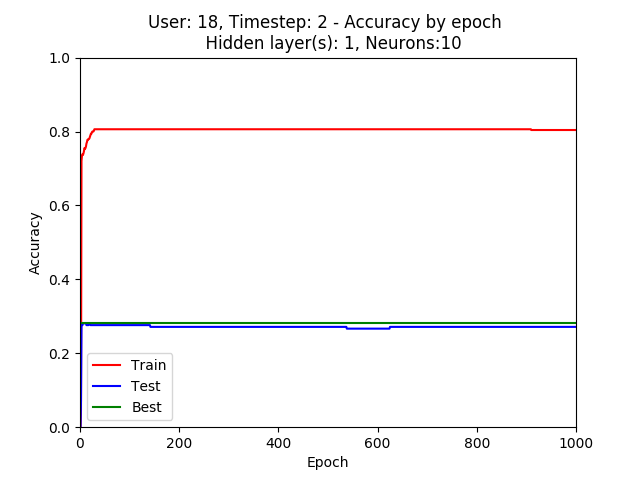 User: 18, Timestep: 2 - Accuracy by epoch
Hidden layer(s): 1, Neurons:10
1.0
0.8
0.6
0.4
0.2
0.0
Accuracy
Train
Test
Best
0 200 400 600 800 1000
Epoch